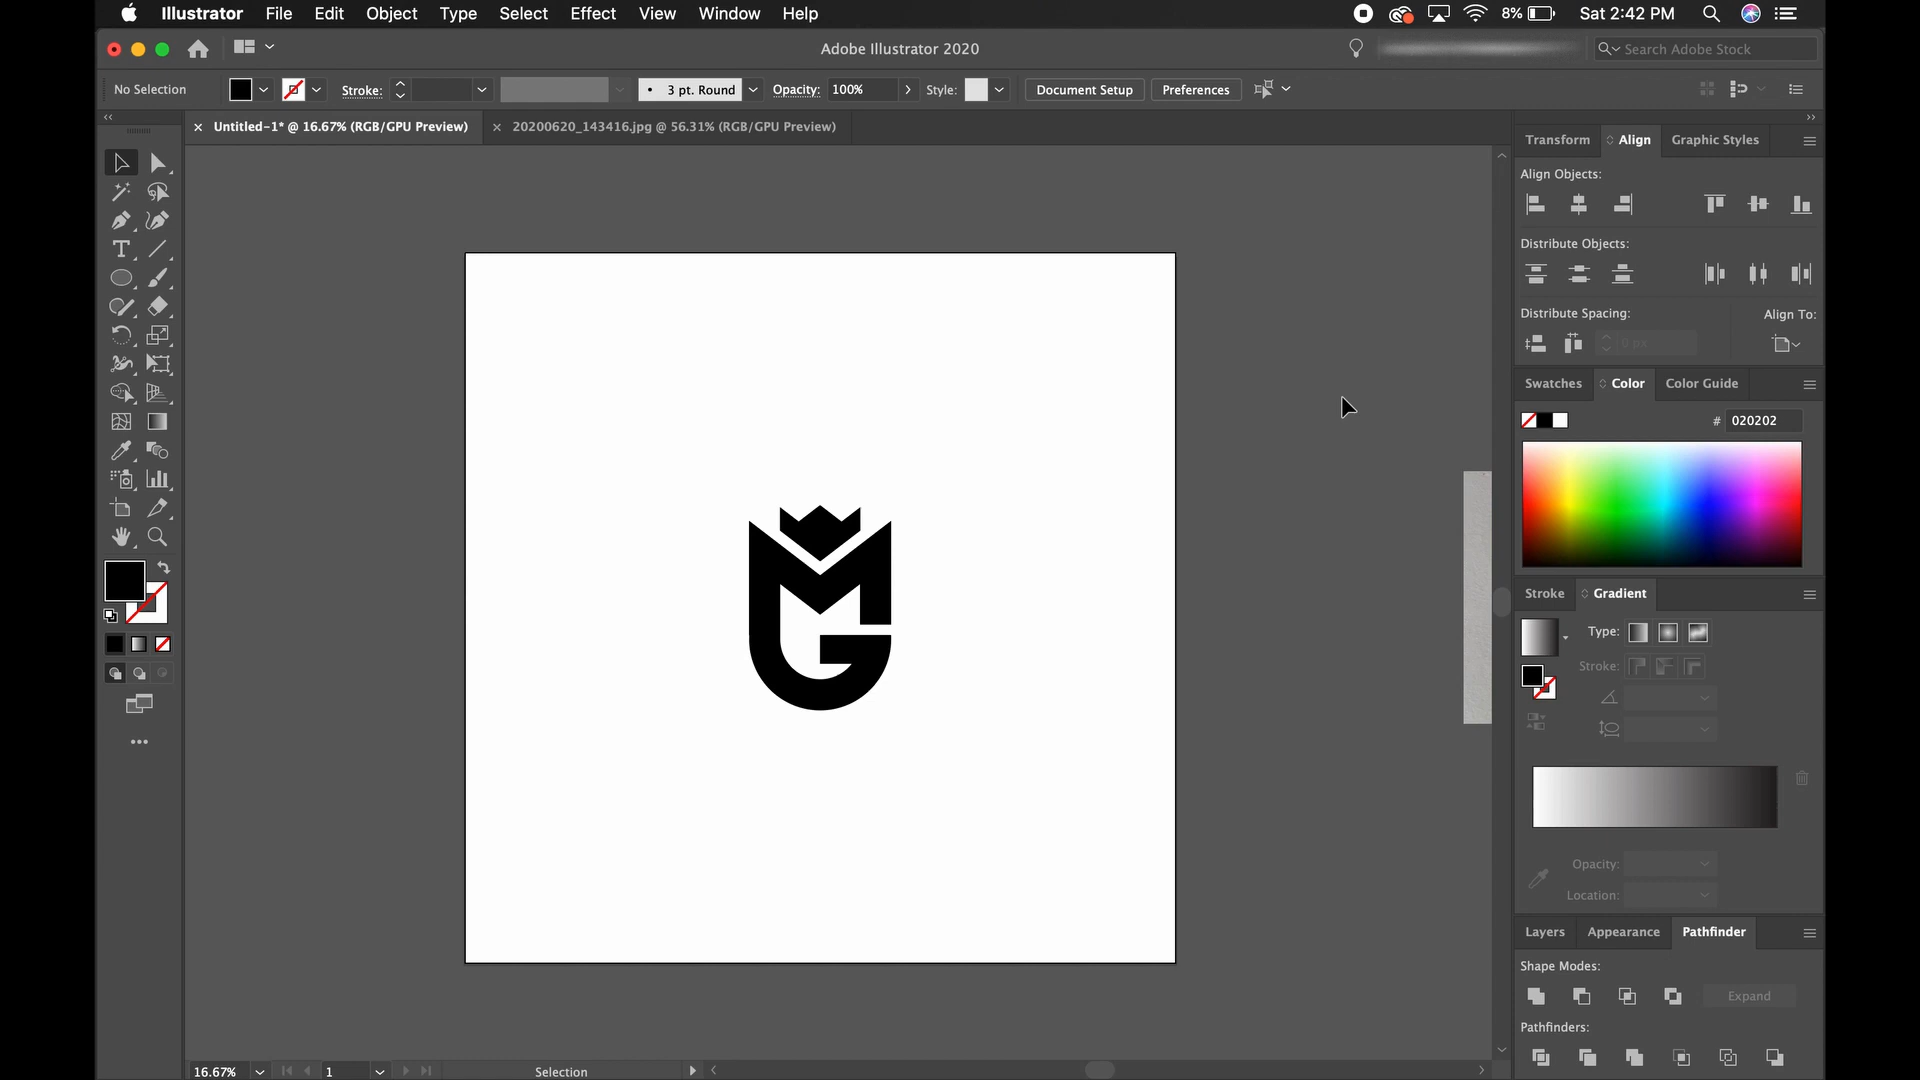 Illustrator File Edit Object Type Select Effect View Window Help 8% Sat 2:42 PM
Adobe Illustrator 2020 Search Adobe Stock
No Selection Stroke: 3 pt. Round Opacity: 100% Style: Document Setup Preferences
Untitled-1* @ 16.67% (RGB/GPU Preview) 20200620_143416.jpg @ 56.31% (RGB/GPU Preview)
Transform Align Graphic Styles
Align Objects:
Distribute Objects:
Distribute Spacing: Align To:
0 px
Swatches Color Color Guide
# 020202
MG
Stroke Gradient
Type:
Stroke:
Opacity:
Location:
Layers Appearance Pathfinder
Shape Modes:
Expand
Pathfinders:
16.67% 1 Selection